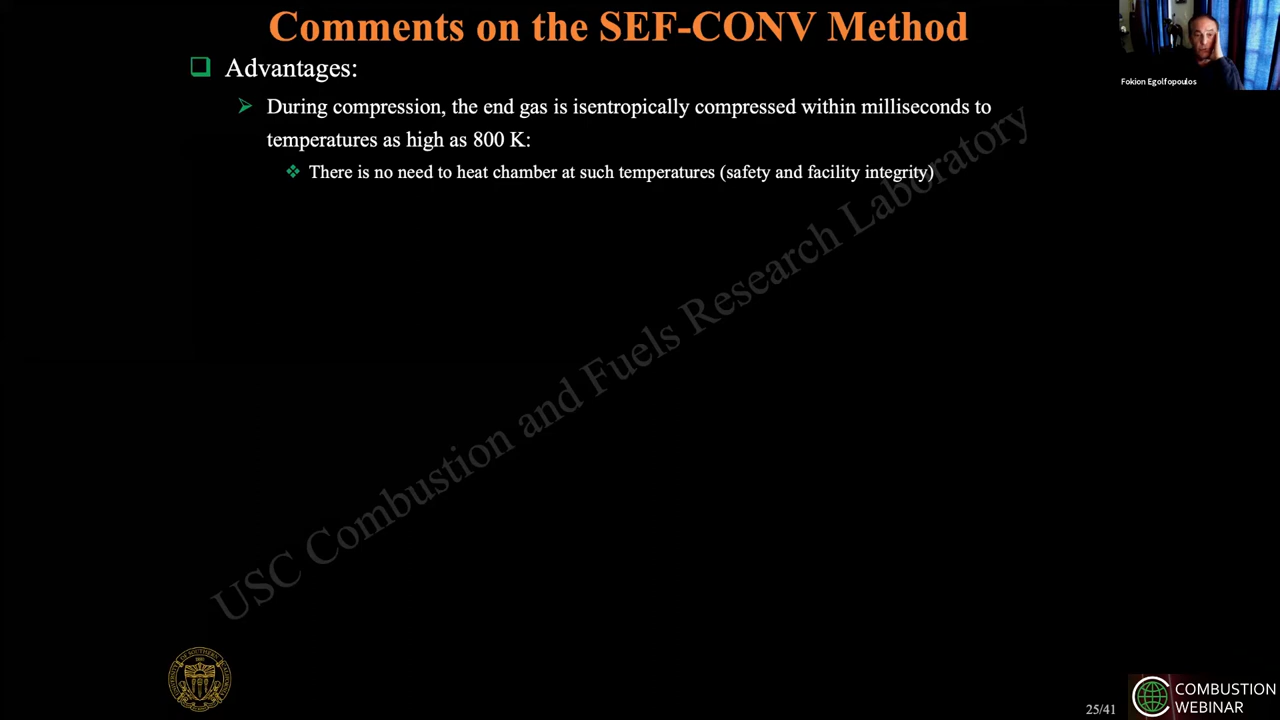 Comments on the SEF-CONV Method
Fokion Egolfopoulos
Advantages:
During compression, the end gas is isentropically compressed within milliseconds to
temperatures as high as 800 K:
There is no need to heat chamber at such temperatures (safety and facility integrity)
USC Combustion and Fuels Research Laboratory
25/41
COMBUSTION
WEBINAR